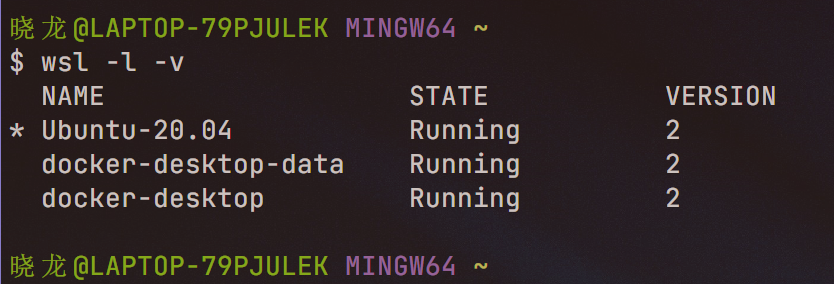 晓龙@LAPTOP-79PJULEK MINGW64 ~
$ wsl -l -v
  NAME                   STATE           VERSION
* Ubuntu-20.04           Running         2
  docker-desktop-data    Running         2
  docker-desktop         Running         2
晓龙@LAPTOP-79PJULEK MINGW64 ~